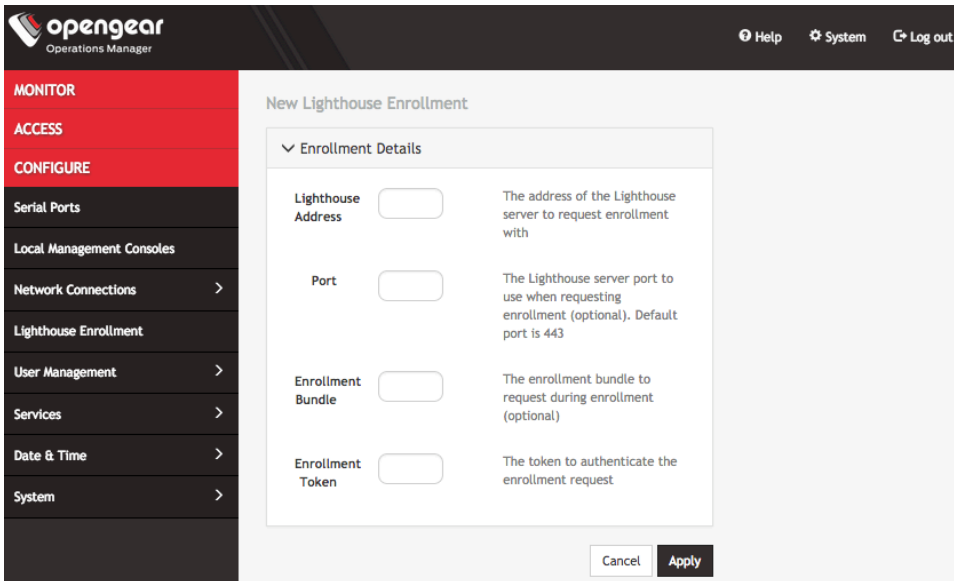 opengear
Operations Manager
Help
System
Log out
MONITOR
ACCESS
CONFIGURE
Serial Ports
Local Management Consoles
Network Connections
Lighthouse Enrollment
User Management
Services
Date & Time
System
New Lighthouse Enrollment
Enrollment Details
Lighthouse
Address
The address of the Lighthouse
server to request enrollment
with
Port
The Lighthouse server port to
use when requesting
enrollment (optional). Default
port is 443
Enrollment
Bundle
The enrollment bundle to
request during enrollment
(optional)
Enrollment
Token
The token to authenticate the
enrollment request
Cancel
Apply